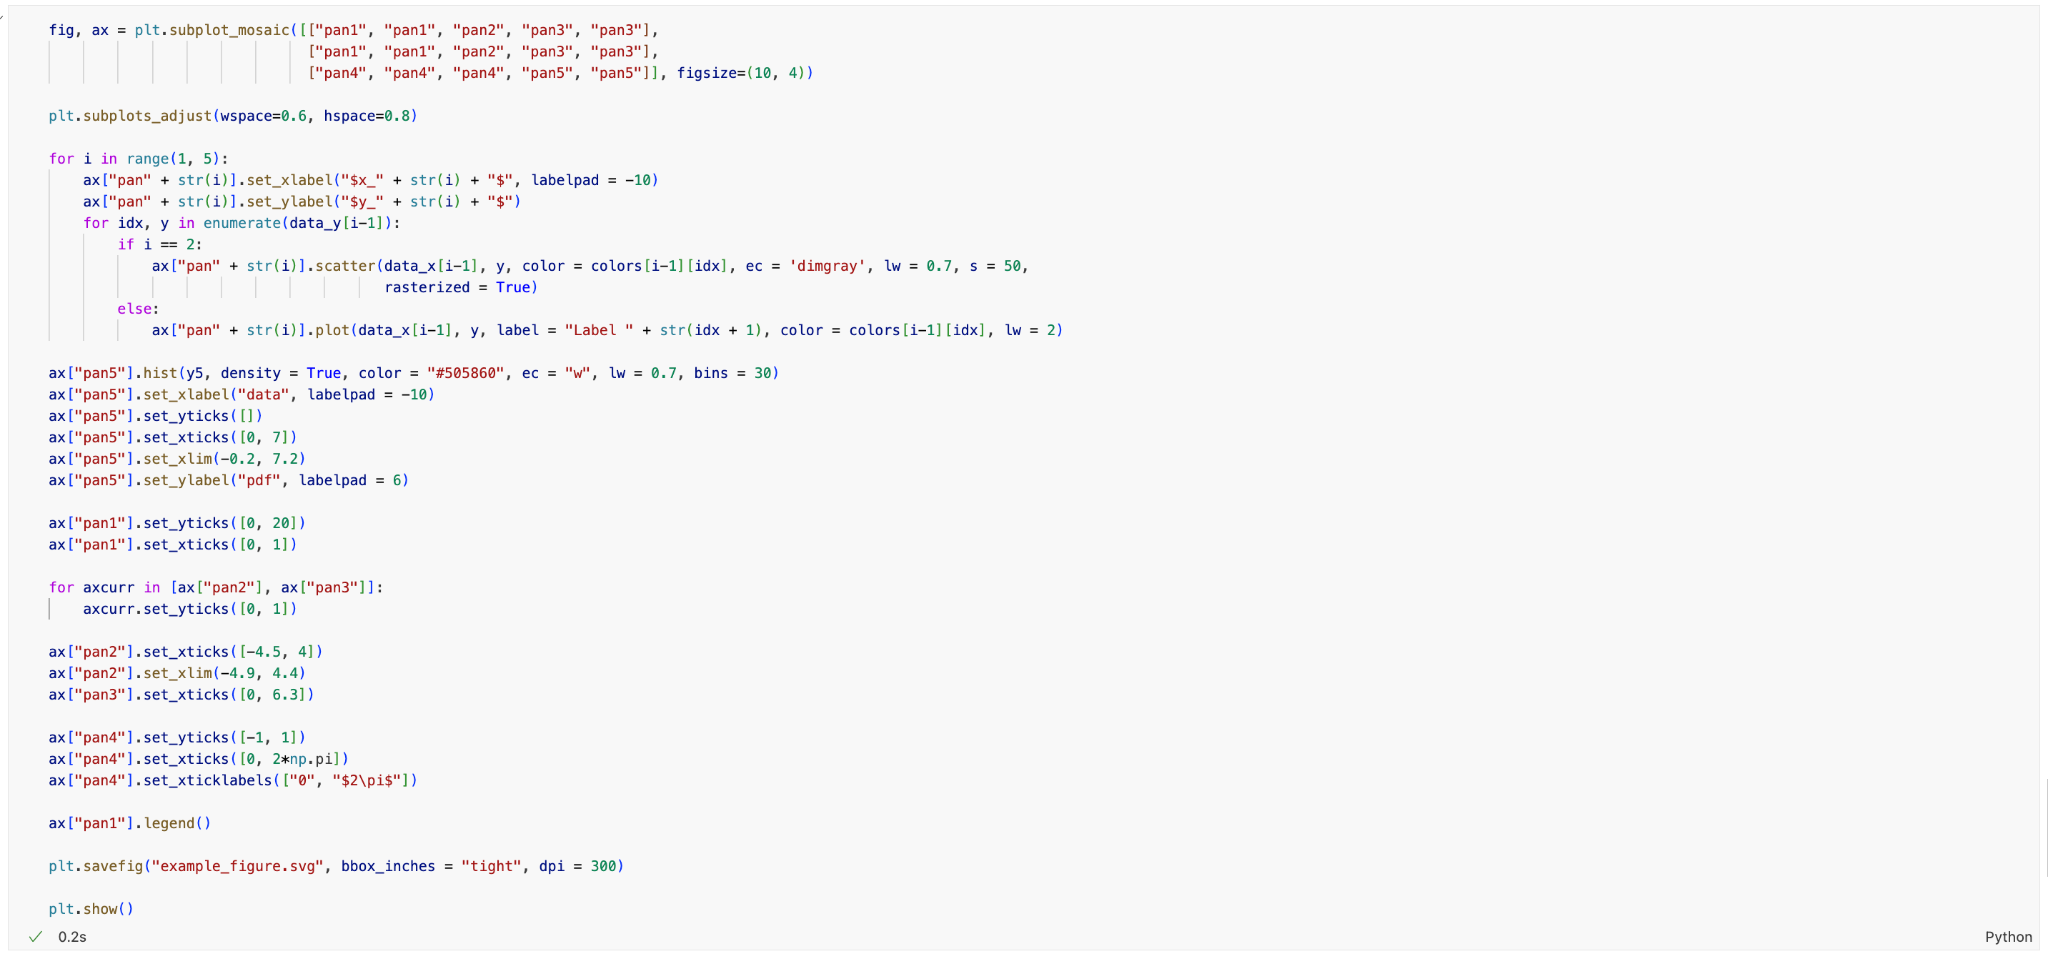 fig, ax = plt.subplot_mosaic([["pan1", "pan1", "pan2", "pan3", "pan3"],
["pan1", "pan1", "pan2", "pan3", "pan3"],
["pan4", "pan4", "pan4", "pan5", "pan5"]], figsize=(10, 4))
plt.subplots_adjust(wspace=0.6, hspace=0.8)
for i in range(1, 5):
ax["pan" + str(i)].set_xlabel("$x_" + str(i) + "$", labelpad = -10)
ax["pan" + str(i)].set_ylabel("$y_" + str(i) + "$")
for idx, y in enumerate(data_y[i-1]):
if i == 2:
ax["pan" + str(i)].scatter(data_x[i-1], y, color = colors[i-1][idx], ec = 'dimgray', lw = 0.7, s = 50,
rasterized = True)
else:
ax["pan" + str(i)].plot(data_x[i-1], y, label = "Label " + str(idx + 1), color = colors[i-1][idx], lw = 2)
ax["pan5"].hist(y5, density = True, color = "#505860", ec = "w", lw = 0.7, bins = 30)
ax["pan5"].set_xlabel("data", labelpad = -10)
ax["pan5"].set_yticks([])
ax["pan5"].set_xticks([0, 7])
ax["pan5"].set_xlim(-0.2, 7.2)
ax["pan5"].set_ylabel("pdf", labelpad = 6)
ax["pan1"].set_yticks([0, 20])
ax["pan1"].set_xticks([0, 1])
for axcurr in [ax["pan2"], ax["pan3"]]:
axcurr.set_yticks([0, 1])
ax["pan2"].set_xticks([-4.5, 4])
ax["pan2"].set_xlim(-4.9, 4.4)
ax["pan3"].set_xticks([0, 6.3])
ax["pan4"].set_yticks([-1, 1])
ax["pan4"].set_xticks([0, 2*np.pi])
ax["pan4"].set_xticklabels(["0", "$2\pi$"])
ax["pan1"].legend()
plt.savefig("example_figure.svg", bbox_inches = "tight", dpi = 300)
plt.show()
0.2s
Python